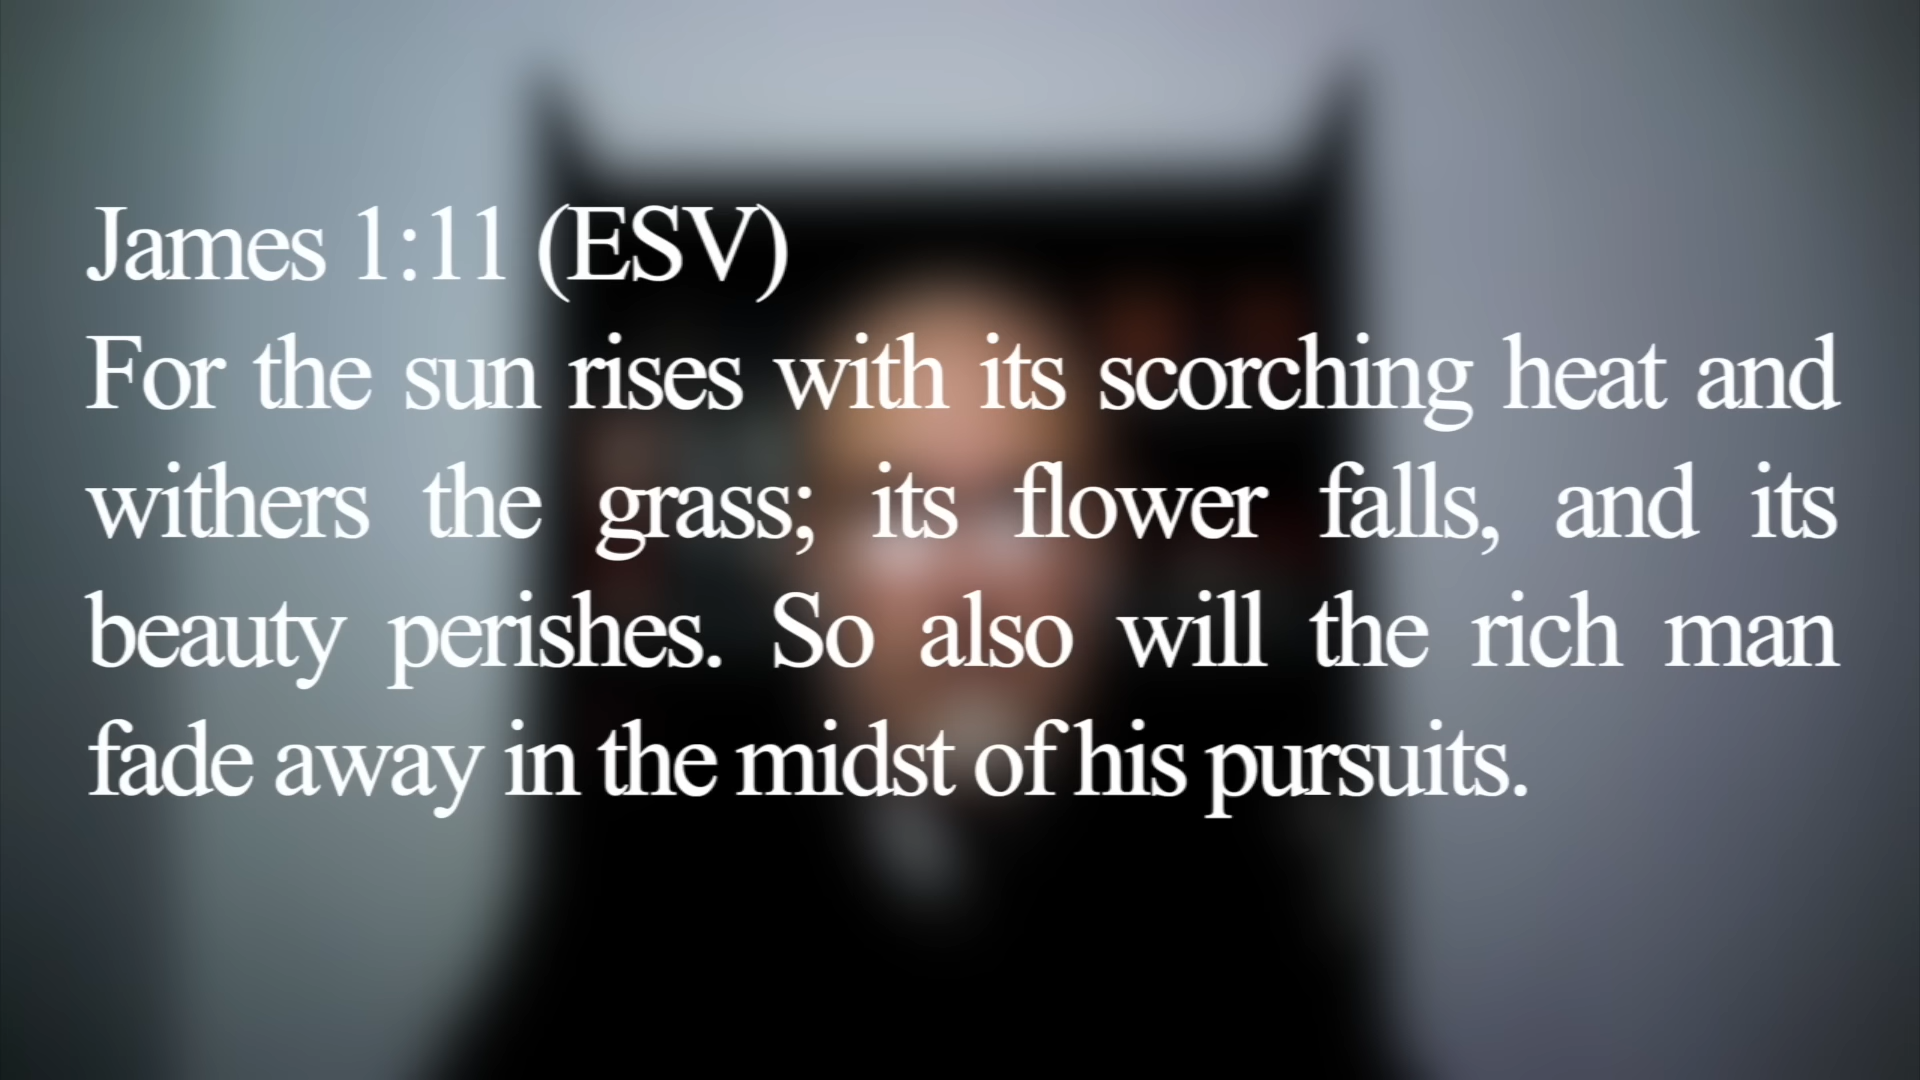 James 1:11 (ESV)
For the sun rises with its scorching heat and
withers the grass; its flower falls, and its
beauty perishes. So also will the rich man
fade away in the midst of his pursuits.